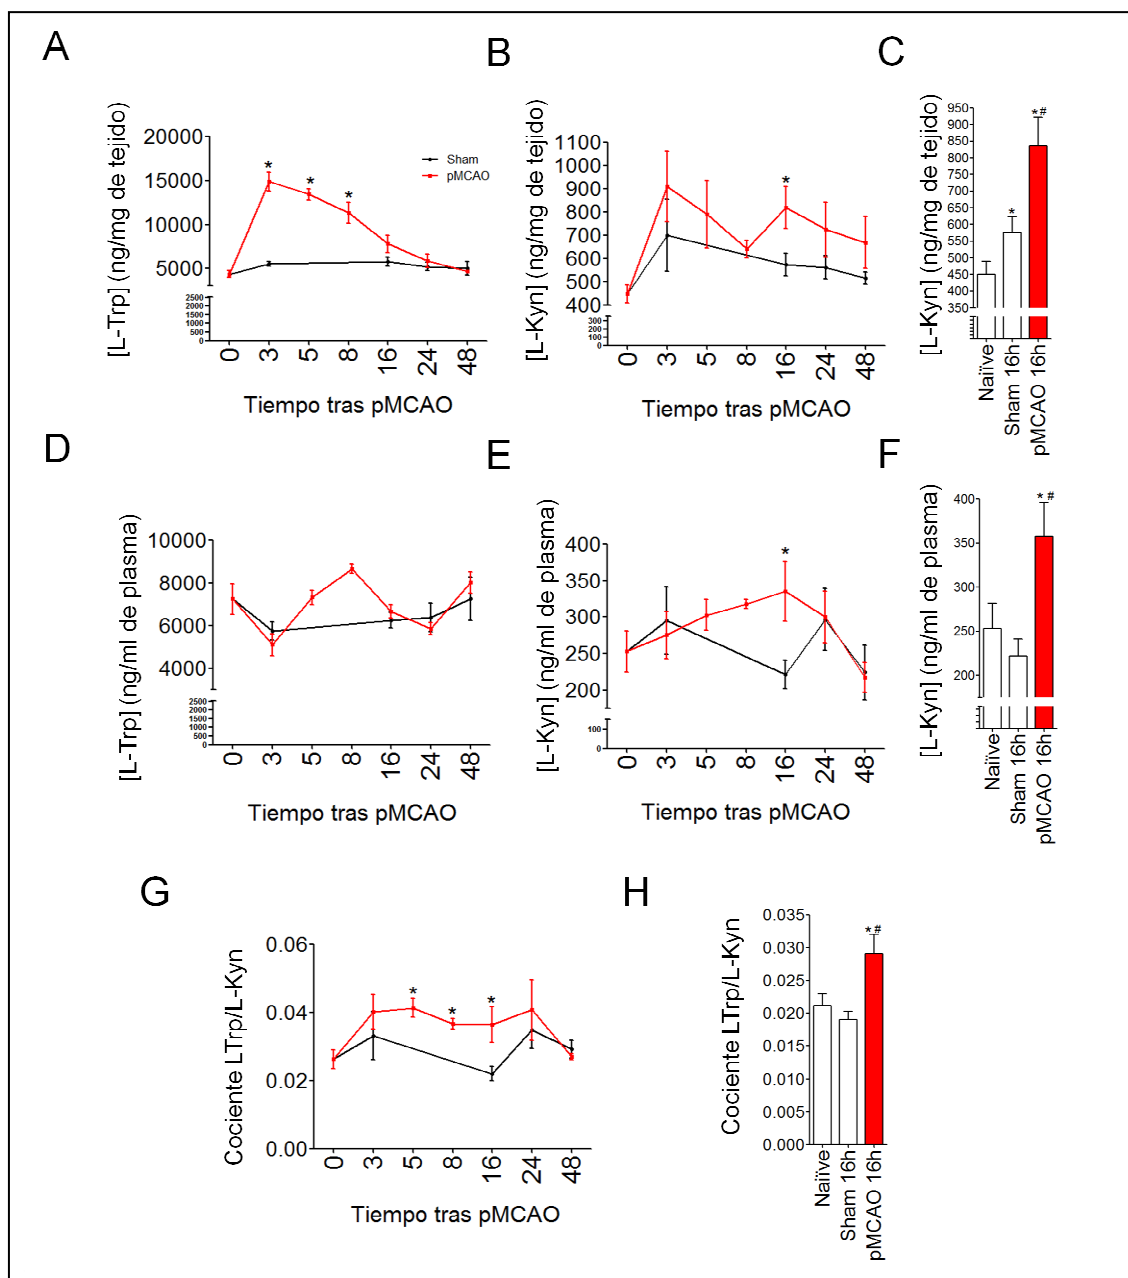 A
[L-Trp] (ng/mg de tejido)
20000
15000
10000
5000
2500
2000
1500
1000
500
0
* * *
Sham
pMCAO
0 3 5 8 16 24 48
Tiempo tras pMCAO
B
[L-Kyn] (ng/mg de tejido)
1100
1000
900
800
700
600
500
400
300
200
100
0
*
0 3 5 8 16 24 48
Tiempo tras pMCAO
C
[L-Kyn] (ng/mg de tejido)
950
900
850
800
750
700
650
600
550
500
450
400
350
*
*#
Naiïve
Sham 16h
pMCAO 16h
D
[L-Trp] (ng/ml de plasma)
10000
8000
6000
4000
2500
2000
1500
1000
500
0
0 3 5 8 16 24 48
Tiempo tras pMCAO
E
[L-Kyn] (ng/ml de plasma)
400
350
300
250
200
100
0
*
0 3 5 8 16 24 48
Tiempo tras pMCAO
F
[L-Kyn] (ng/ml de plasma)
400
350
300
250
200
*#
Naiïve
Sham 16h
pMCAO 16h
G
Cociente LTrp/L-Kyn
0.06
0.04
0.02
0.00
* * *
0 3 5 8 16 24 48
Tiempo tras pMCAO
H
Cociente LTrp/L-Kyn
0.035
0.030
0.025
0.020
0.015
0.010
0.005
0.000
*#
Naiïve
Sham 16h
pMCAO 16h